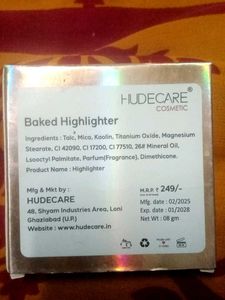 HUDECARE®
COSMETIC
Baked Highlighter
Ingredients : Talc, Mica, Kaolin, Titanium Oxide, Magnesium
Stearate, CI 42090, CI 17200, CI 77510, 26# Mineral Oil,
Lsooctyl Palmitate, Parfum(Fragrance). Dimethicone.
Product Name : Highlighter
Mfg & Mkt by :
HUDECARE
48, Shyam Industries Area, Loni
Ghaziabad (U.P.)
Website : www.hudecare.in
M.R.P. ₹ 249/-
Mfg. date : 02/2025
Exp. date : 01/2028
Net Wt : 08 gm